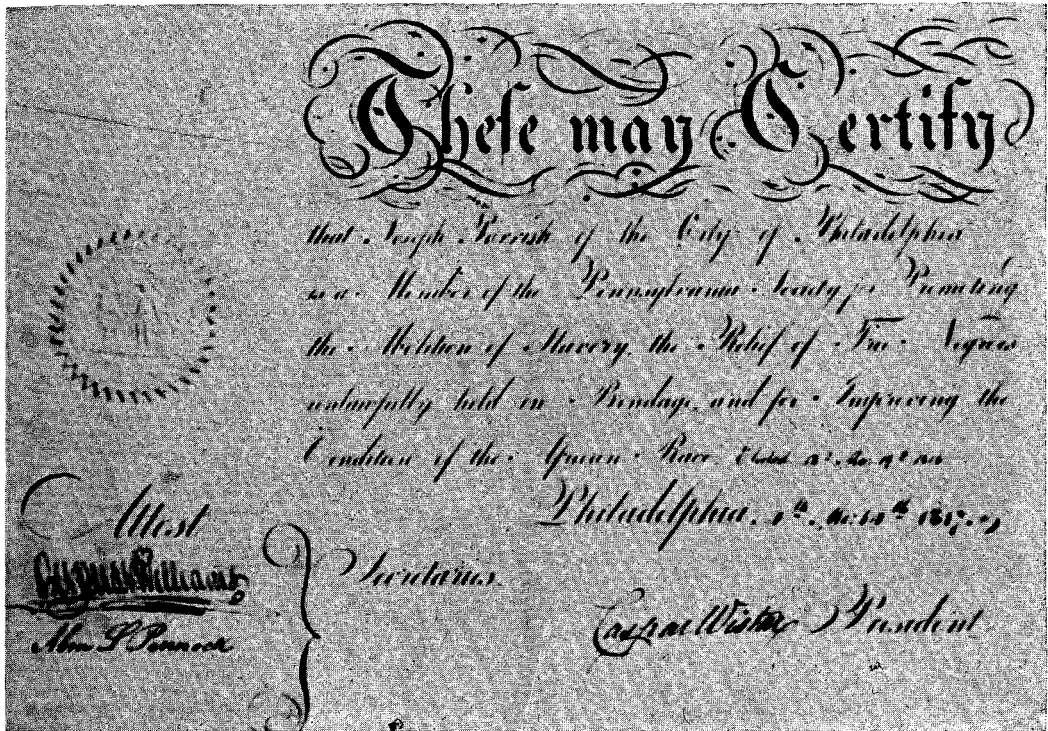 These may Certify
that Joseph Parrish of the City of Philadelphia
is a Member of the Pennsylvania Society for Promoting
the Abolition of Slavery, the Relief of Free Negroes
unlawfully held in Bondage, and for Improving the
Condition of the African Race. Elected
Philadelphia,
Attest
Secretaries
Williams
Abm L Pennock
Caspar Wistar President